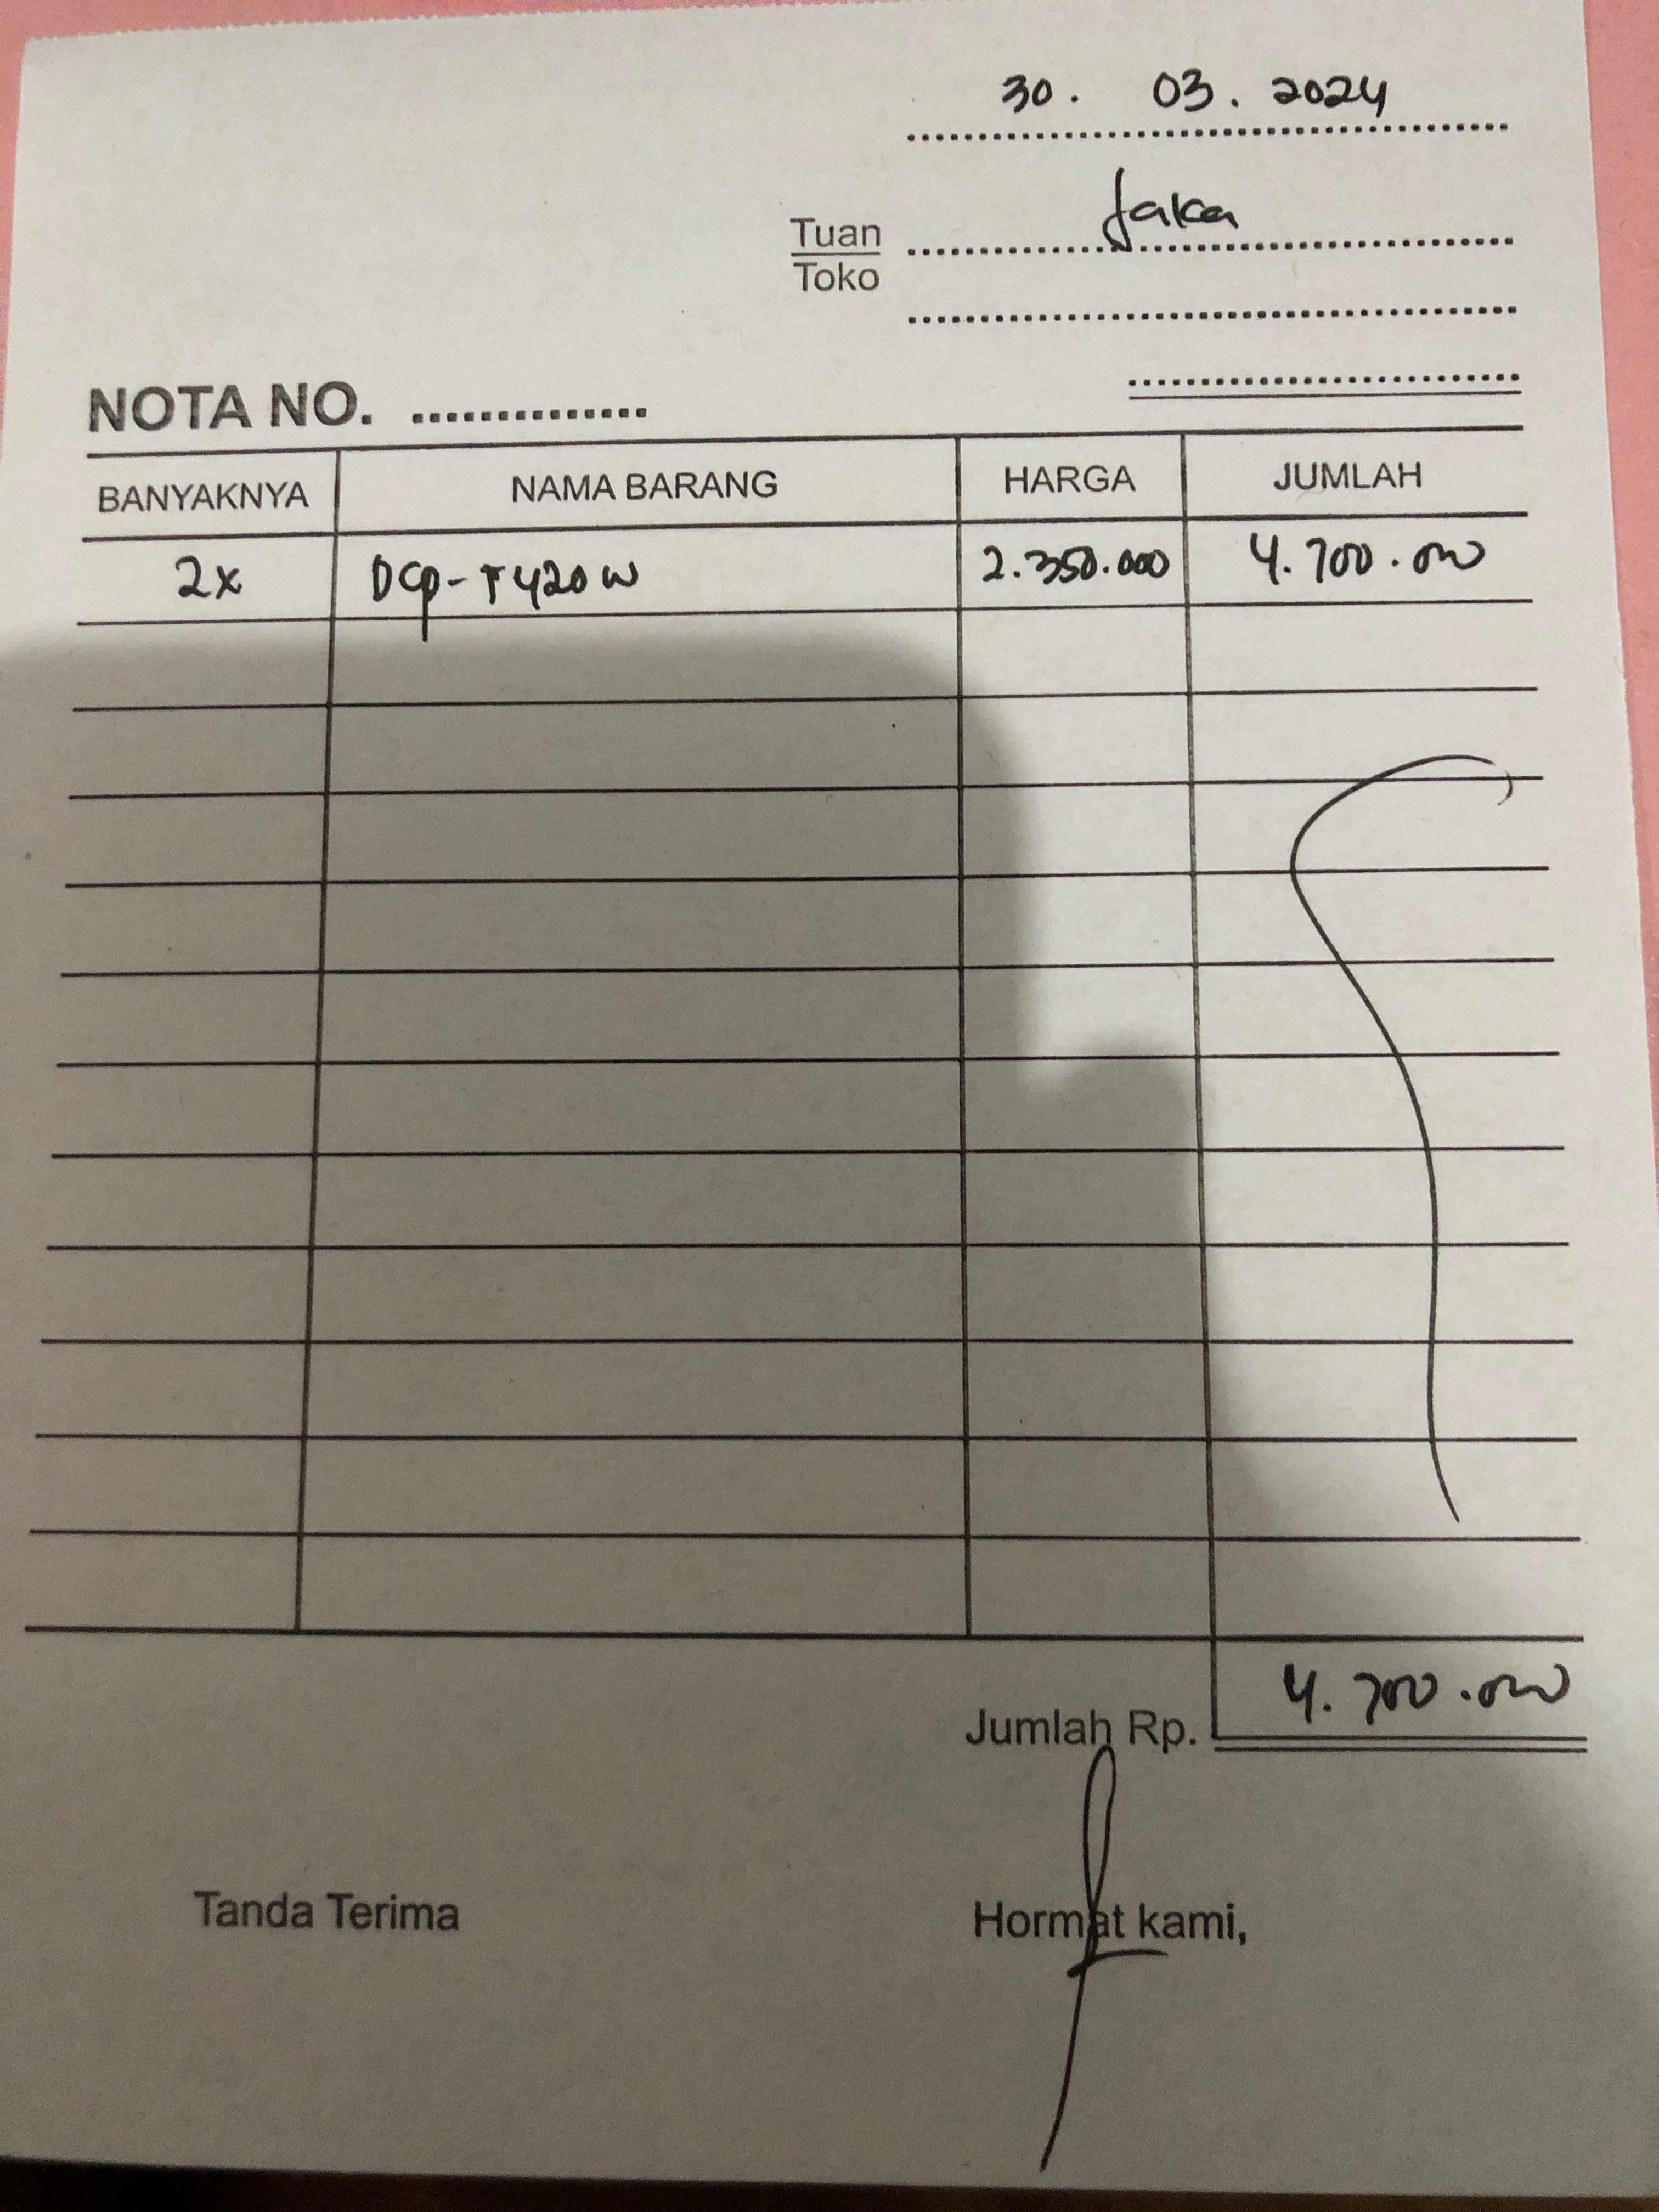 30. 03. 2024
Tuan Jaka
Toko
NOTA NO. ..............
BANYAKNYA NAMA BARANG HARGA JUMLAH
2x DCP-T420W 2.350.000 4.700.000
Jumlah Rp. 4.700.000
Tanda Terima Hormat kami,